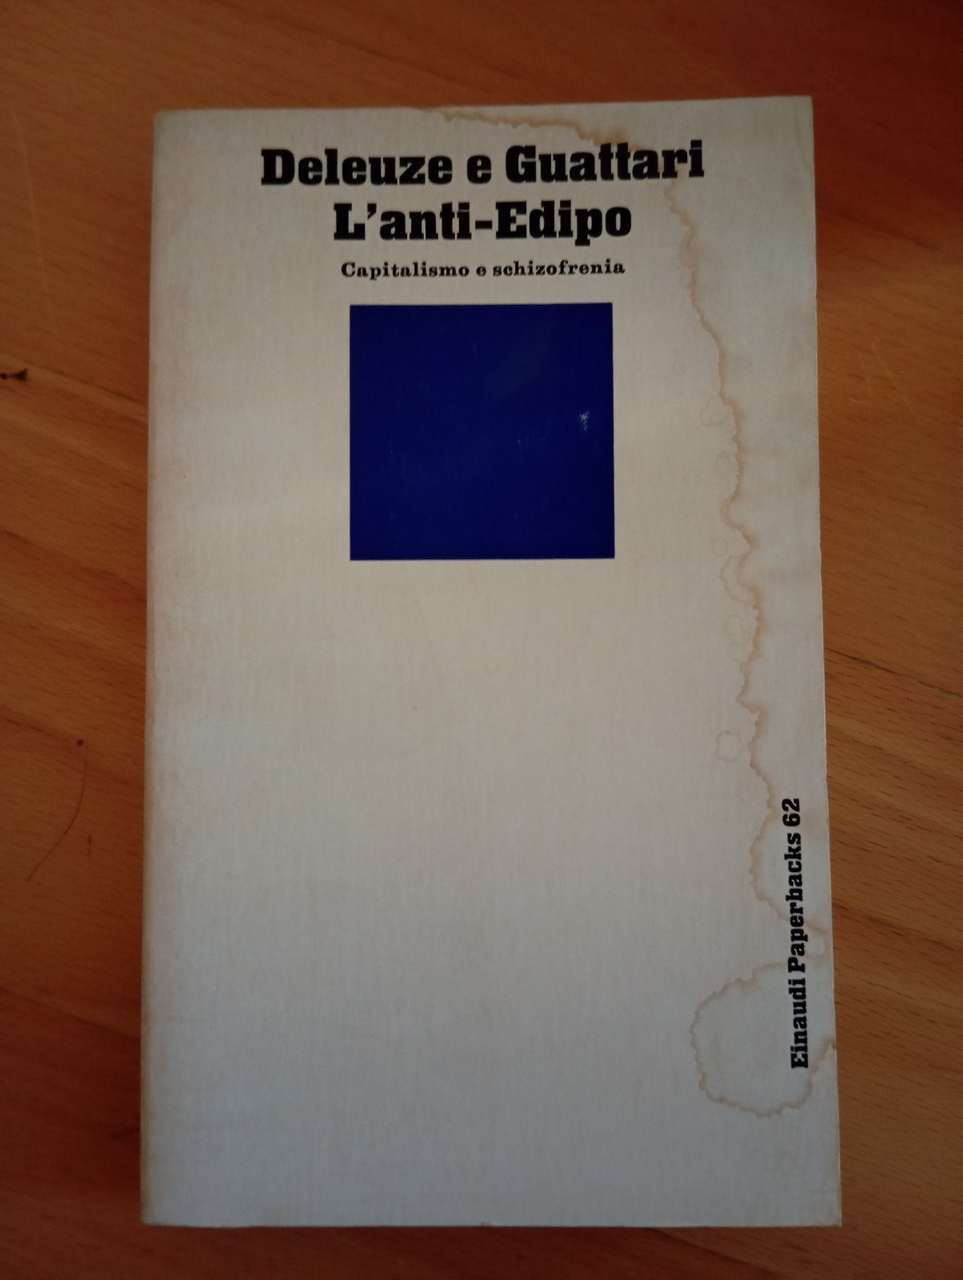 Deleuze e Guattari
L'anti-Edipo
Capitalismo e schizofrenia
Einaudi Paperbacks 62